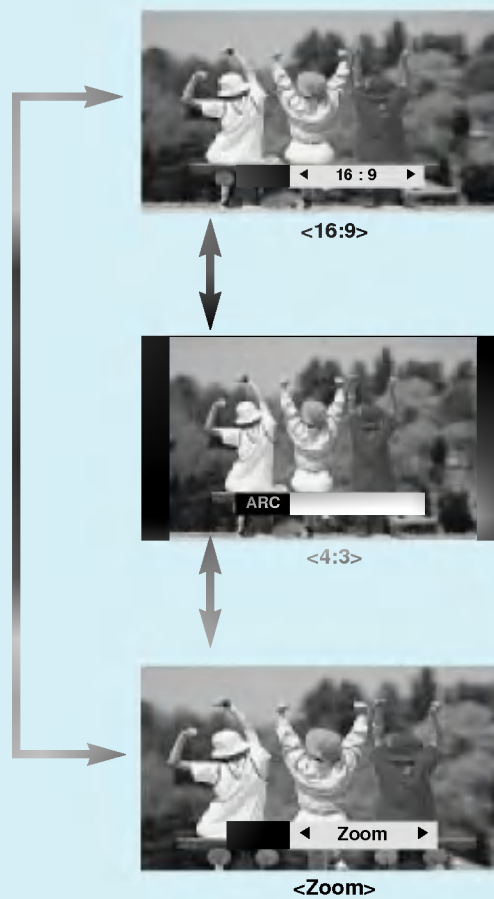 ◄ 16 : 9 ►
<16:9>
ARC
<4:3>
◄ Zoom ►
<Zoom>